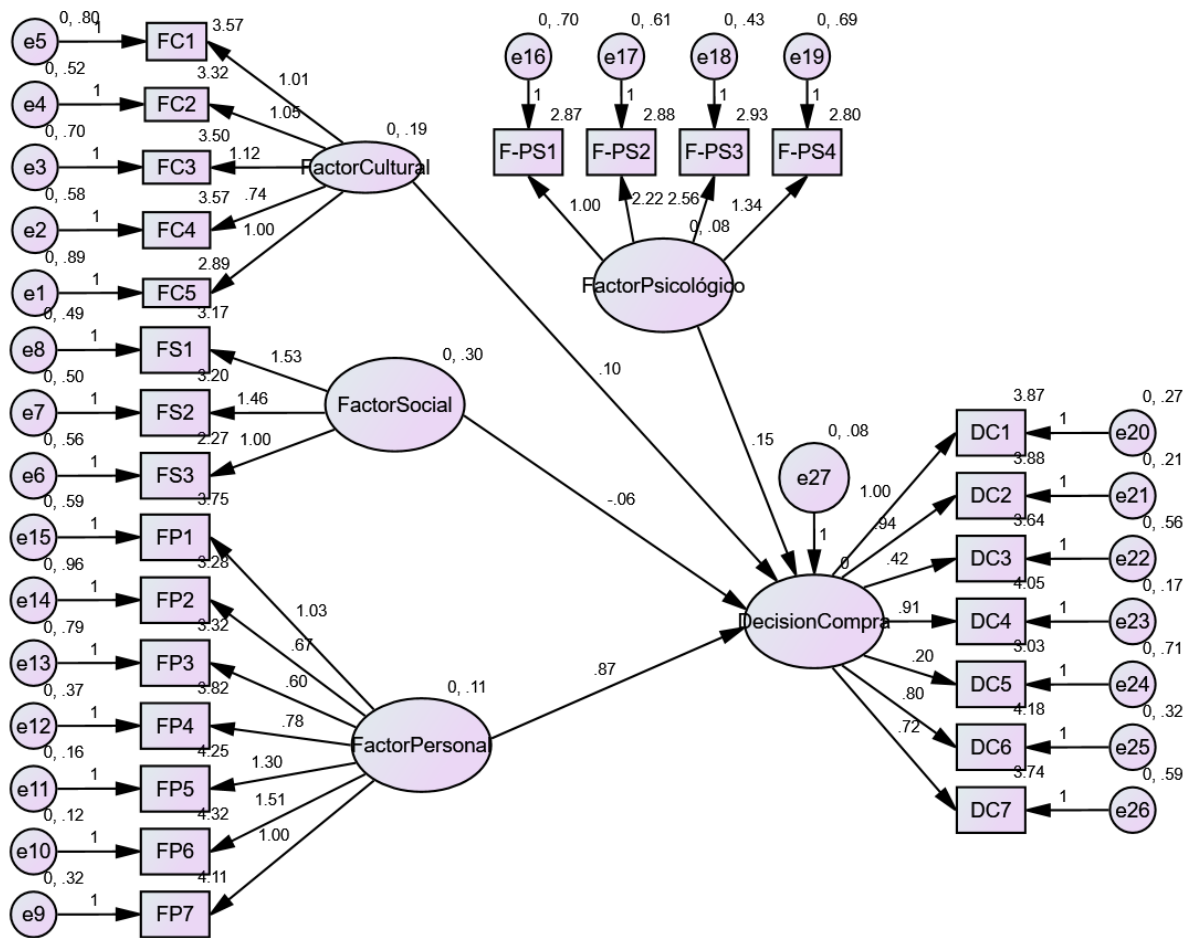 0, .80
e5
1
FC1
3.57
0, .52
e4
1
FC2
3.32
0, .70
e3
1
FC3
3.50
0, .58
e2
1
FC4
3.57
0, .89
e1
1
FC5
2.89
1.01
1.05
1.12
.74
1.00
FactorCultural
0, .19
0, .49
e8
1
FS1
3.17
0, .50
e7
1
FS2
3.20
0, .56
e6
1
FS3
2.27
1.53
1.46
1.00
FactorSocial
0, .30
0, .59
e15
1
FP1
3.75
0, .96
e14
1
FP2
3.28
0, .79
e13
1
FP3
3.32
0, .37
e12
1
FP4
3.82
0, .16
e11
1
FP5
4.25
0, .12
e10
1
FP6
4.32
0, .32
e9
1
FP7
4.11
1.03
.67
.60
.78
1.30
1.51
1.00
FactorPersonal
0, .11
0, .70
e16
1
F-PS1
2.87
0, .61
e17
1
F-PS2
2.88
0, .43
e18
1
F-PS3
2.93
0, .69
e19
1
F-PS4
2.80
1.00
2.22
2.56
1.34
FactorPsicológico
0, .08
.10
.15
-.06
.87
0, .08
e27
1
0
DecisionCompra
1.00
.94
.42
.91
.20
.80
.72
3.87
DC1
1
e20
0, .27
3.88
DC2
1
e21
0, .21
3.64
DC3
1
e22
0, .56
4.05
DC4
1
e23
0, .17
3.03
DC5
1
e24
0, .71
4.18
DC6
1
e25
0, .32
3.74
DC7
1
e26
0, .59